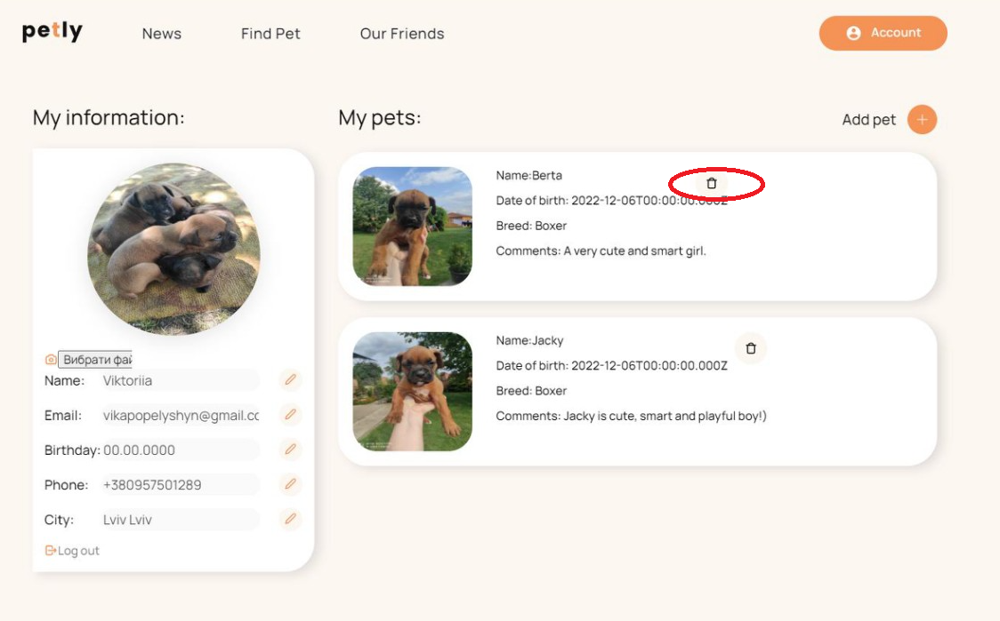 petly
News
Find Pet
Our Friends
Account
My information:
Вибрати фай
Name: Viktoriia
Email: vikapopelyshyn@gmail.cc
Birthday: 00.00.0000
Phone: +380957501289
City: Lviv Lviv
Log out
My pets:
Add pet
Name:Berta
Date of birth: 2022-12-06T00:00:00.000Z
Breed: Boxer
Comments: A very cute and smart girl.
Name:Jacky
Date of birth: 2022-12-06T00:00:00.000Z
Breed: Boxer
Comments: Jacky is cute, smart and playful boy!)